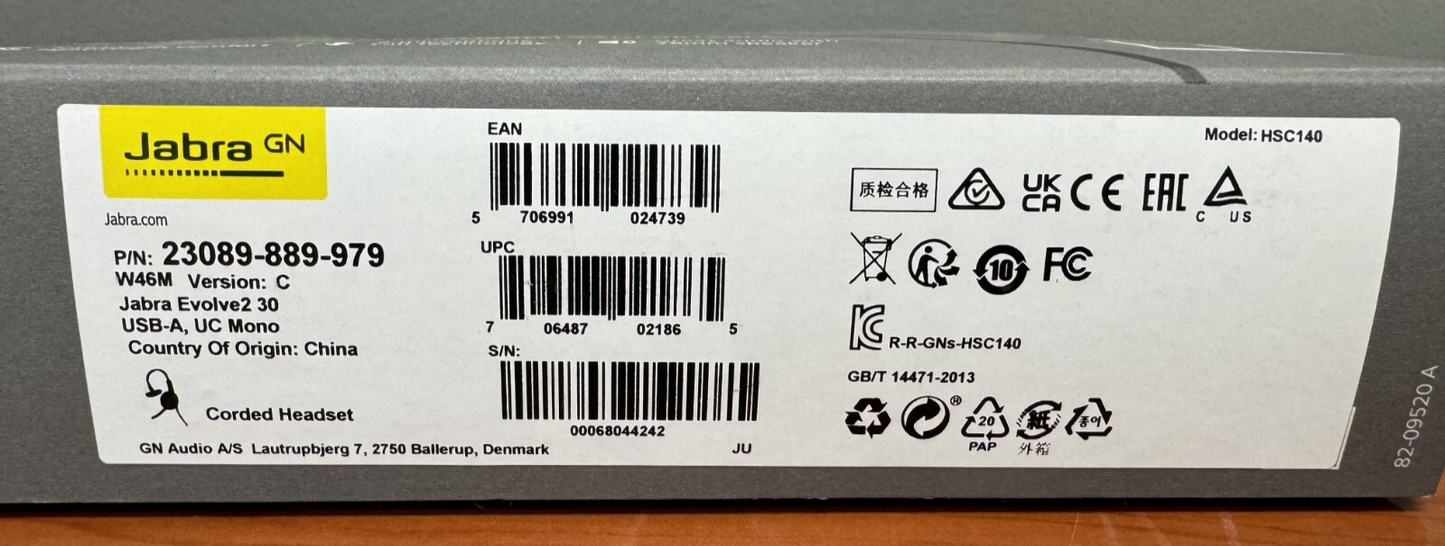 Jabra GN
Jabra.com
P/N: 23089-889-979
W46M Version: C
Jabra Evolve2 30
USB-A, UC Mono
Country Of Origin: China
Corded Headset
GN Audio A/S Lautrupbjerg 7, 2750 Ballerup, Denmark
EAN
5 706991 024739
UPC
7 06487 02186 5
S/N:
00068044242
JU
Model: HSC140
质检合格
UK
CA
CE
EAC
C US
10
FC
KC
R-R-GNs-HSC140
GB/T 14471-2013
®
20
PAP
紙
外箱
종이
82-09520 A